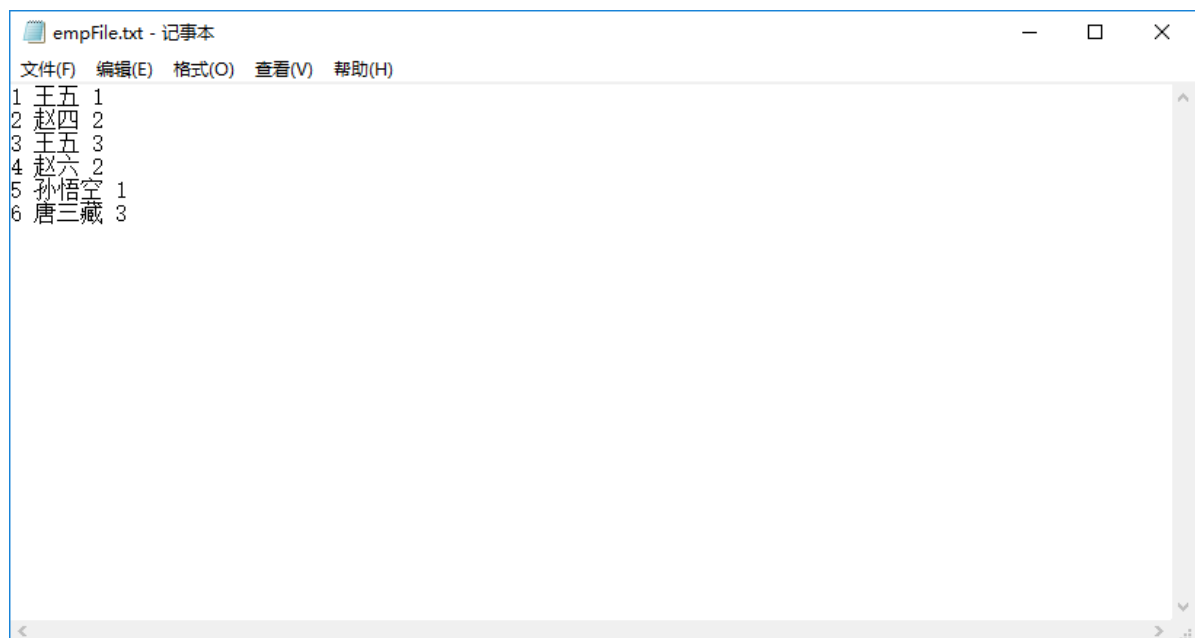 empFile.txt - 记事本
文件(F) 编辑(E) 格式(O) 查看(V) 帮助(H)
1 王五 1
2 赵四 2
3 王五 3
4 赵六 2
5 孙悟空 1
6 唐三藏 3